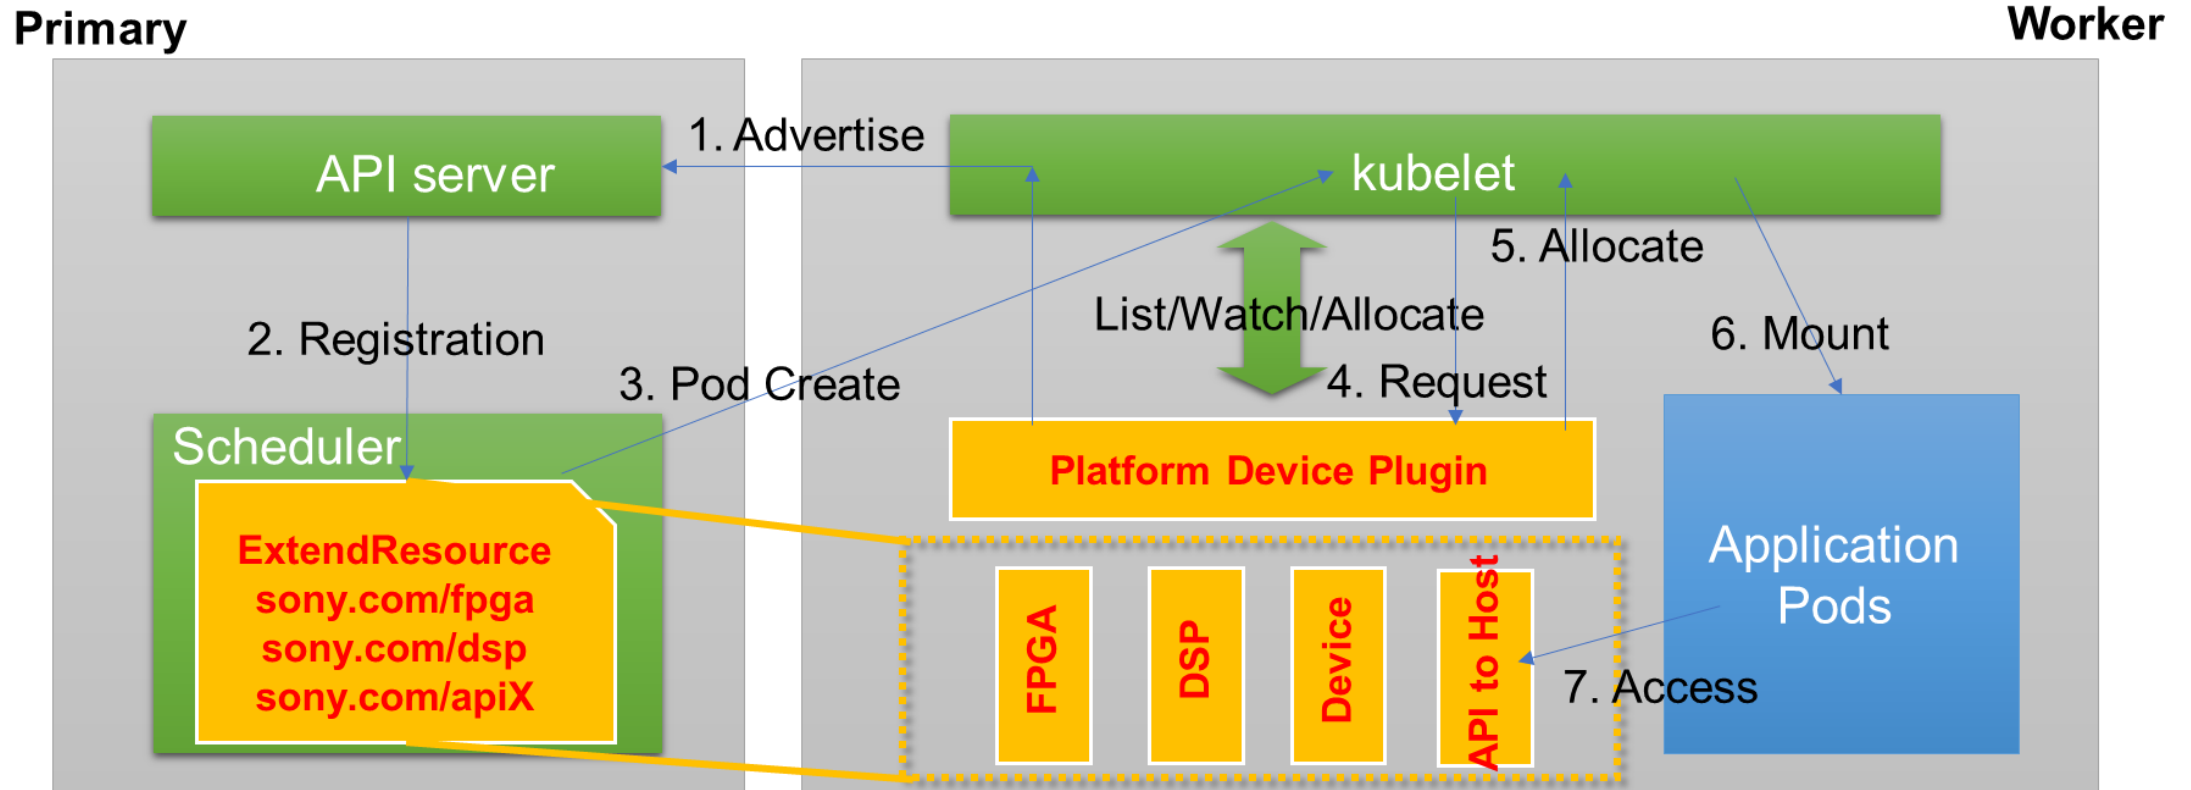 Primary
Worker
API server
1. Advertise
kubelet
5. Allocate
2. Registration
List/Watch/Allocate
6. Mount
3. Pod Create
4. Request
Scheduler
Platform Device Plugin
ExtendResource
sony.com/fpga
sony.com/dsp
sony.com/apiX
FPGA
DSP
Device
API to Host
Application
Pods
7. Access